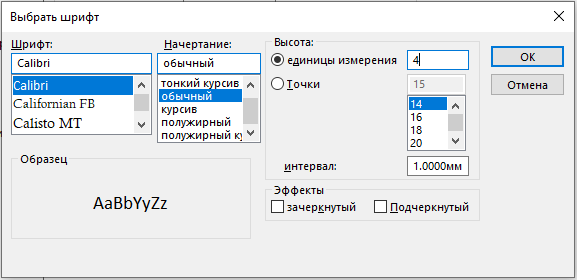 Выбрать шрифт
Шрифт:
Calibri
Calibri
Californian FB
Calisto MT
Начертание:
обычный
тонкий курсив
обычный
курсив
полужирный
полужирный ку
Высота:
единицы измерения 4
Точки 15
14
16
18
20
интервал: 1.0000мм
OK
Отмена
Образец
AaBbYyZz
Эффекты
зачеркнутый Подчеркнутый